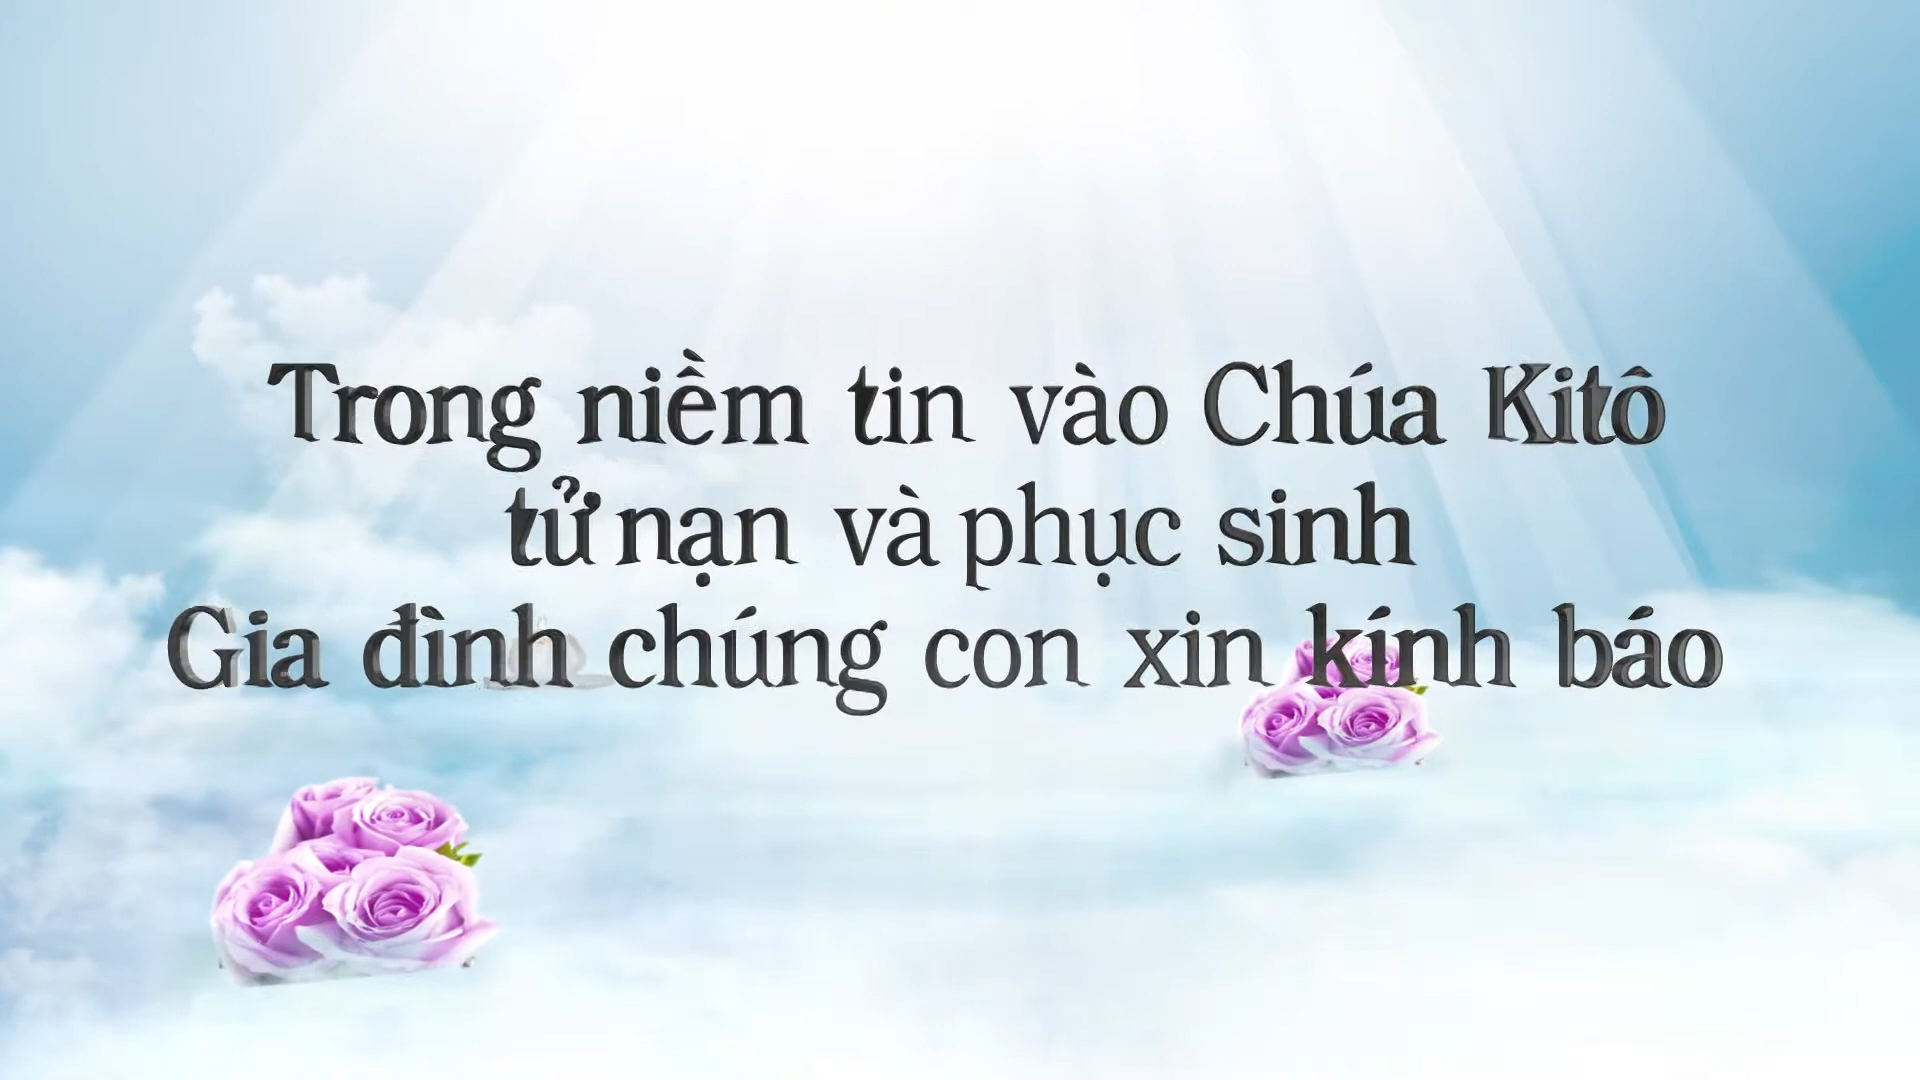 Trong niềm tin vào Chúa Kitô
tử nạn và phục sinh
Gia đình chúng con xin kính báo